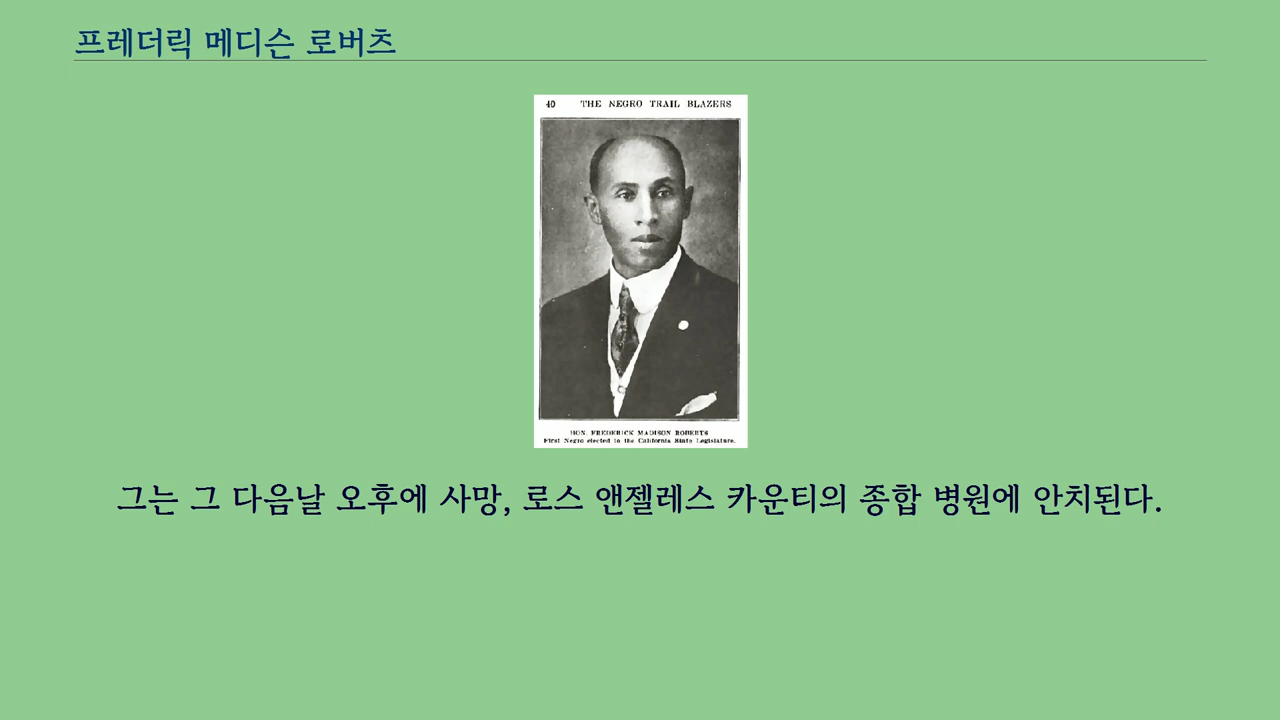 프레더릭 메디슨 로버츠
40 THE NEGRO TRAIL BLAZERS
HON. FREDERICK MADISON ROBERTS
First Negro elected to the California State Legislature.
그는 그 다음날 오후에 사망, 로스 앤젤레스 카운티의 종합 병원에 안치된다.